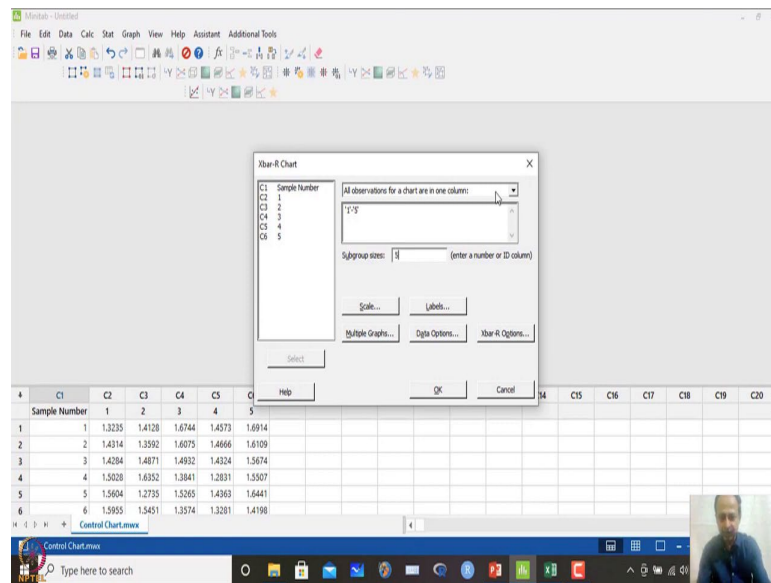 Minitab - Untitled
File Edit Data Calc Stat Graph View Help Assistant Additional Tools
Xbar-R Chart
C1 Sample Number
C2 1
C3 2
C4 3
C5 4
C6 5
All observations for a chart are in one column:
'1'-'5'
Subgroup sizes: 5 (enter a number or ID column)
Scale... Labels...
Multiple Graphs... Data Options... Xbar-R Options...
Select
Help OK Cancel
C1 C2 C3 C4 C5 C15 C16 C17 C18 C19 C20
Sample Number 1 2 3 4 5
1 1 1.3235 1.4128 1.6744 1.4573 1.6914
2 2 1.4314 1.3592 1.6075 1.4666 1.6109
3 3 1.4284 1.4871 1.4932 1.4324 1.5674
4 4 1.5028 1.6352 1.3841 1.2831 1.5507
5 5 1.5604 1.2735 1.5265 1.4363 1.6441
6 6 1.5955 1.5451 1.3574 1.3281 1.4198
Control Chart.mwx
Control Chart.mwx
Type here to search
NPTEL